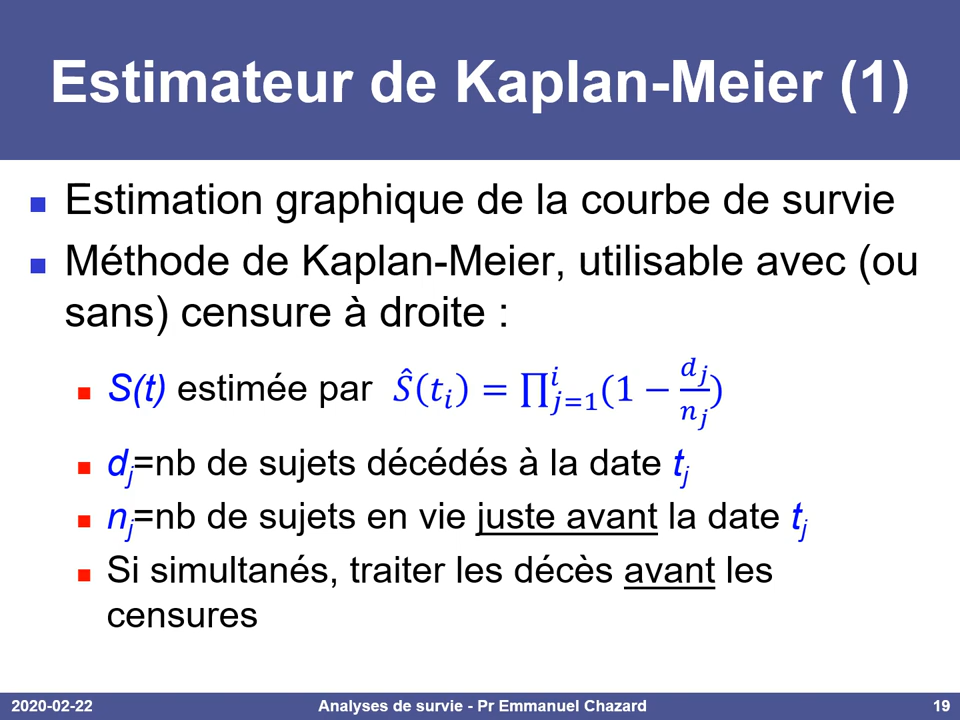 Estimateur de Kaplan-Meier (1)
Estimation graphique de la courbe de survie
Méthode de Kaplan-Meier, utilisable avec (ou
sans) censure à droite :
S(t) estimée par Ŝ(tᵢ) = ∏ⁱⱼ₌₁(1 − dⱼ/nⱼ)
dⱼ=nb de sujets décédés à la date tⱼ
nⱼ=nb de sujets en vie juste avant la date tⱼ
Si simultanés, traiter les décès avant les
censures
2020-02-22 Analyses de survie - Pr Emmanuel Chazard 19